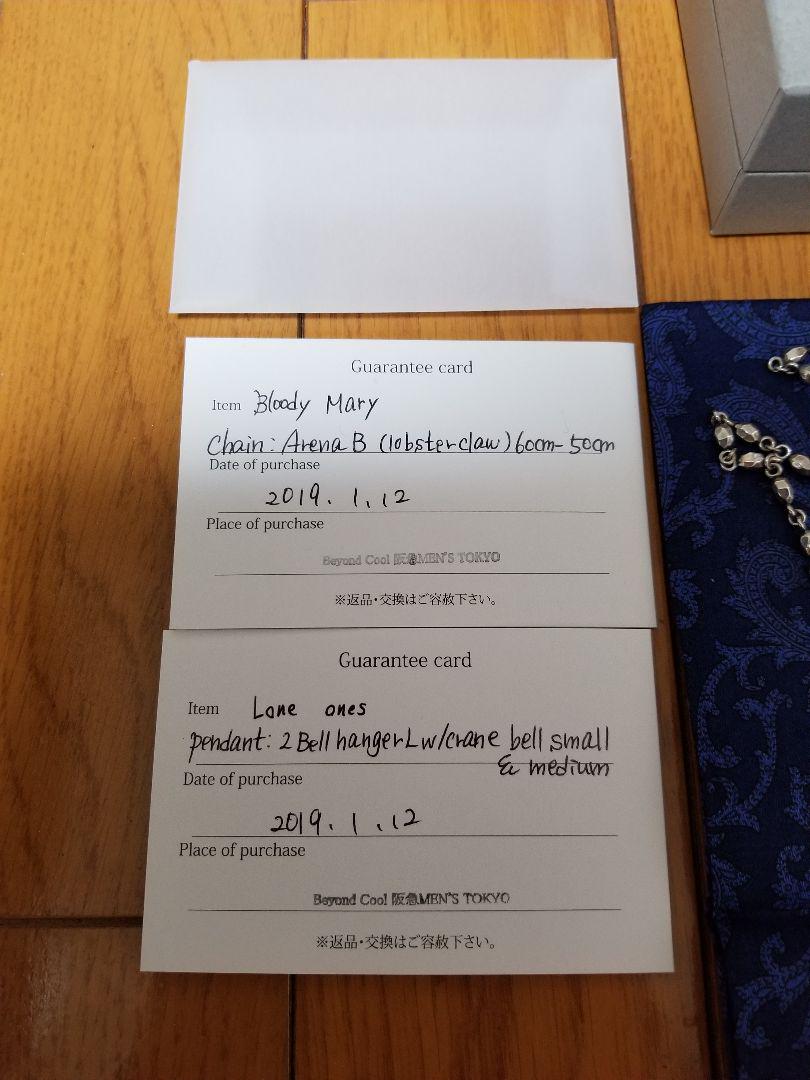 Guarantee card
Item Bloody Mary
Chain: Arena B (lobster claw) 60cm-50cm
Date of purchase
2019. 1. 12
Place of purchase
Beyond Cool 阪急MEN'S TOKYO
※返品・交換はご容赦下さい。
Guarantee card
Item Lone ones
pendant: 2 Bell hanger L w/crane bell small
& medium
Date of purchase
2019. 1. 12
Place of purchase
Beyond Cool 阪急MEN'S TOKYO
※返品・交換はご容赦下さい。